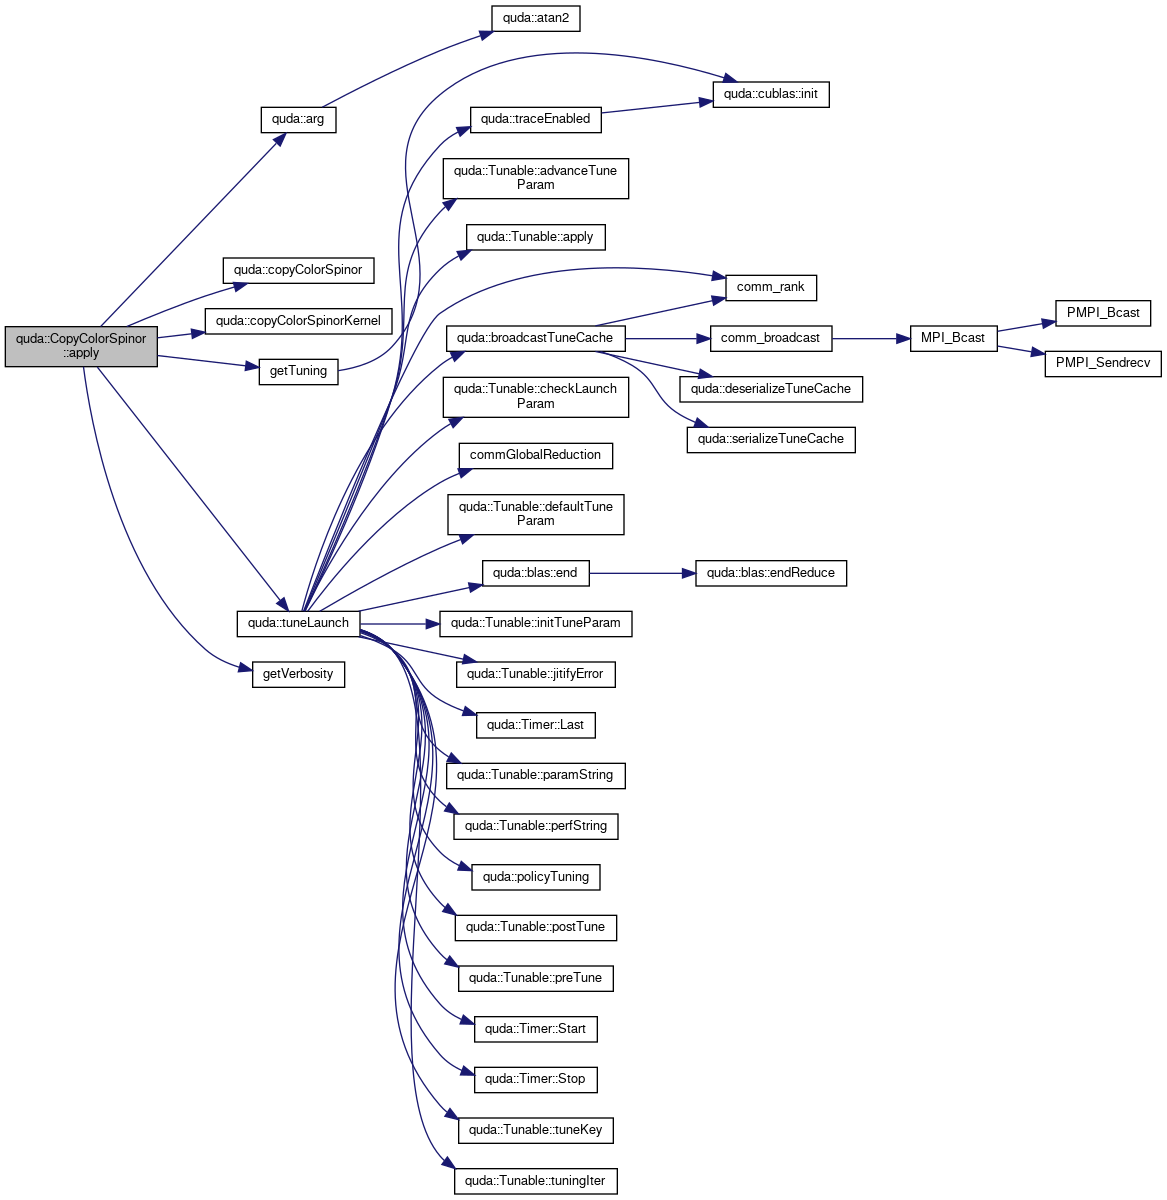 quda::atan2
quda::cublas::init
quda::arg
quda::traceEnabled
quda::Tunable::advanceTune
Param
quda::Tunable::apply
quda::copyColorSpinor
comm_rank
quda::copyColorSpinorKernel
PMPI_Bcast
quda::CopyColorSpinor
::apply
quda::broadcastTuneCache
comm_broadcast
MPI_Bcast
PMPI_Sendrecv
getTuning
quda::Tunable::checkLaunch
Param
quda::deserializeTuneCache
quda::serializeTuneCache
commGlobalReduction
quda::Tunable::defaultTune
Param
quda::blas::end
quda::blas::endReduce
quda::tuneLaunch
quda::Tunable::initTuneParam
getVerbosity
quda::Tunable::jitifyError
quda::Timer::Last
quda::Tunable::paramString
quda::Tunable::perfString
quda::policyTuning
quda::Tunable::postTune
quda::Tunable::preTune
quda::Timer::Start
quda::Timer::Stop
quda::Tunable::tuneKey
quda::Tunable::tuningIter